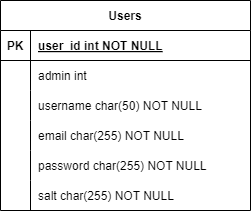 Users
PK user_id int NOT NULL
admin int
username char(50) NOT NULL
email char(255) NOT NULL
password char(255) NOT NULL
salt char(255) NOT NULL